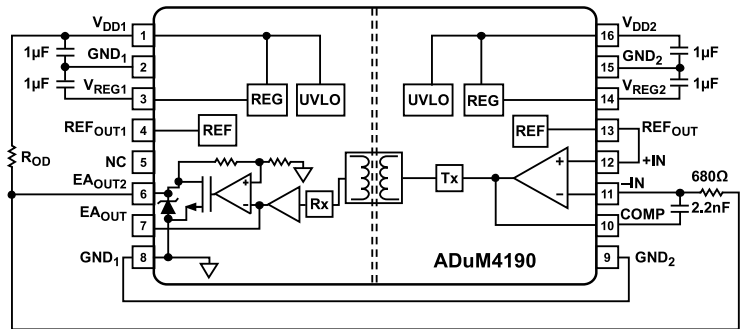 VDD1
1
1µF
GND1
2
1µF
VREG1
3
REG
UVLO
REFOUT1
4
REF
ROD
NC
5
EAOUT2
6
EAOUT
7
Rx
GND1
8
VDD2
16
1µF
GND2
15
1µF
VREG2
14
UVLO
REG
REFOUT
13
REF
+IN
12
Tx
–IN
11
680Ω
2.2nF
COMP
10
GND2
9
ADuM4190
+
–
+
–